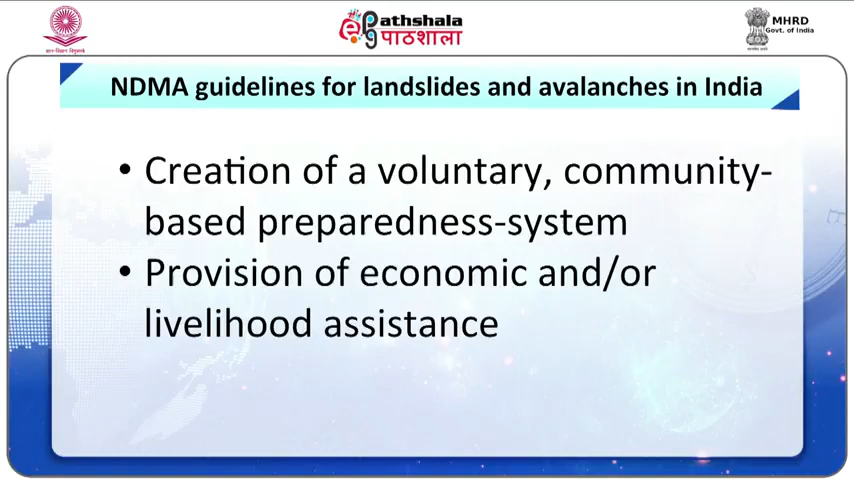 ePathshala
पाठशाला
MHRD
Govt. of India
NDMA guidelines for landslides and avalanches in India
• Creation of a voluntary, community-
based preparedness-system
• Provision of economic and/or
livelihood assistance